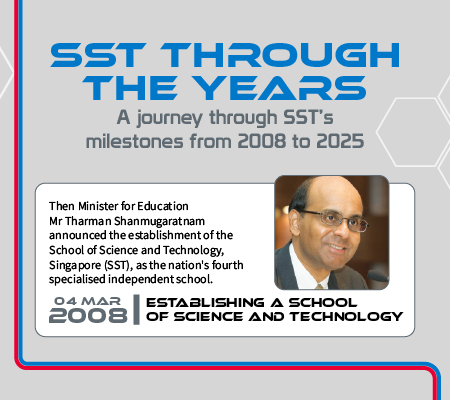 SST THROUGH
THE YEARS
A journey through SST's
milestones from 2008 to 2025
Then Minister for Education
Mr Tharman Shanmugaratnam
announced the establishment of the
School of Science and Technology,
Singapore (SST), as the nation's fourth
specialised independent school.
04 MAR
2008
ESTABLISHING A SCHOOL
OF SCIENCE AND TECHNOLOGY